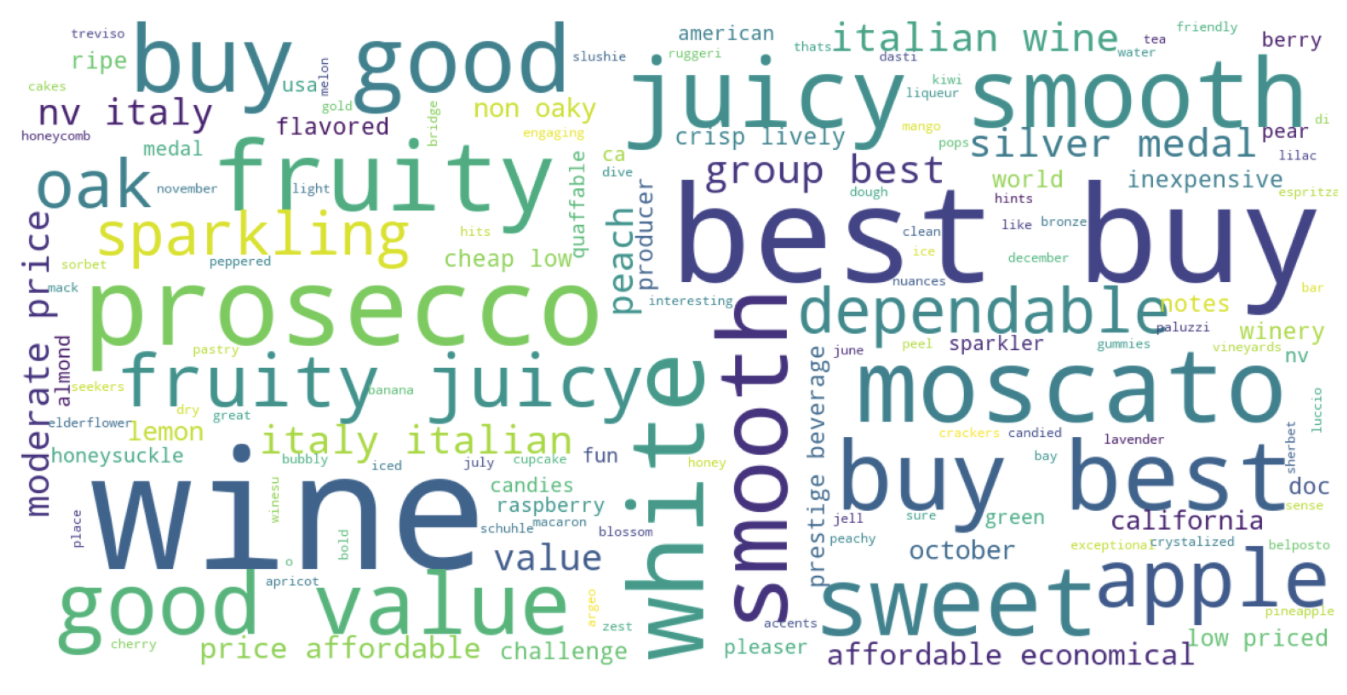 treviso
buy good
slushie
american
thats
italian wine
tea
friendly
ripe
melon
ruggeri
dasti
water
berry
cakes
usa
juicy
smooth
nv italy
gold
bridge
non oaky
kiwi
liqueur
honeycomb
flavored
engaging
crisp lively
mango
pops
silver medal
pear
di
medal
fruity
ca
group best
lilac
oak
november
light
dive
quaffable
producer
dough
world
inexpensive
hints
espritza
best buy
sparkling
hits
peach
clean
like
bronze
moderate price
sorbet
peppered
cheap low
ice
december
mack
prosecco
interesting
nuances
bar
dependable
notes
almond
smooth
paluzzi
winery
pastry
white
prestige beverage
june
peel
sparkler
gummies
vineyards
nv
seekers
fruity juicy
banana
moscato
luccio
dry
great
elderflower
lemon
italy italian
crackers
candied
lavender
honeysuckle
bubbly
iced
july
cupcake
fun
honey
buy best
bay
sherbet
wine
winesu
candies
doc
sense
raspberry
jell
sure
green
california
place
bold
schuhle
macaron
blossom
peachy
october
exceptional
crystalized
belposto
o
value
apricot
apple
good value
argeo
sweet
pineapple
zest
accents
cherry
price affordable
challenge
pleaser
affordable economical
low priced